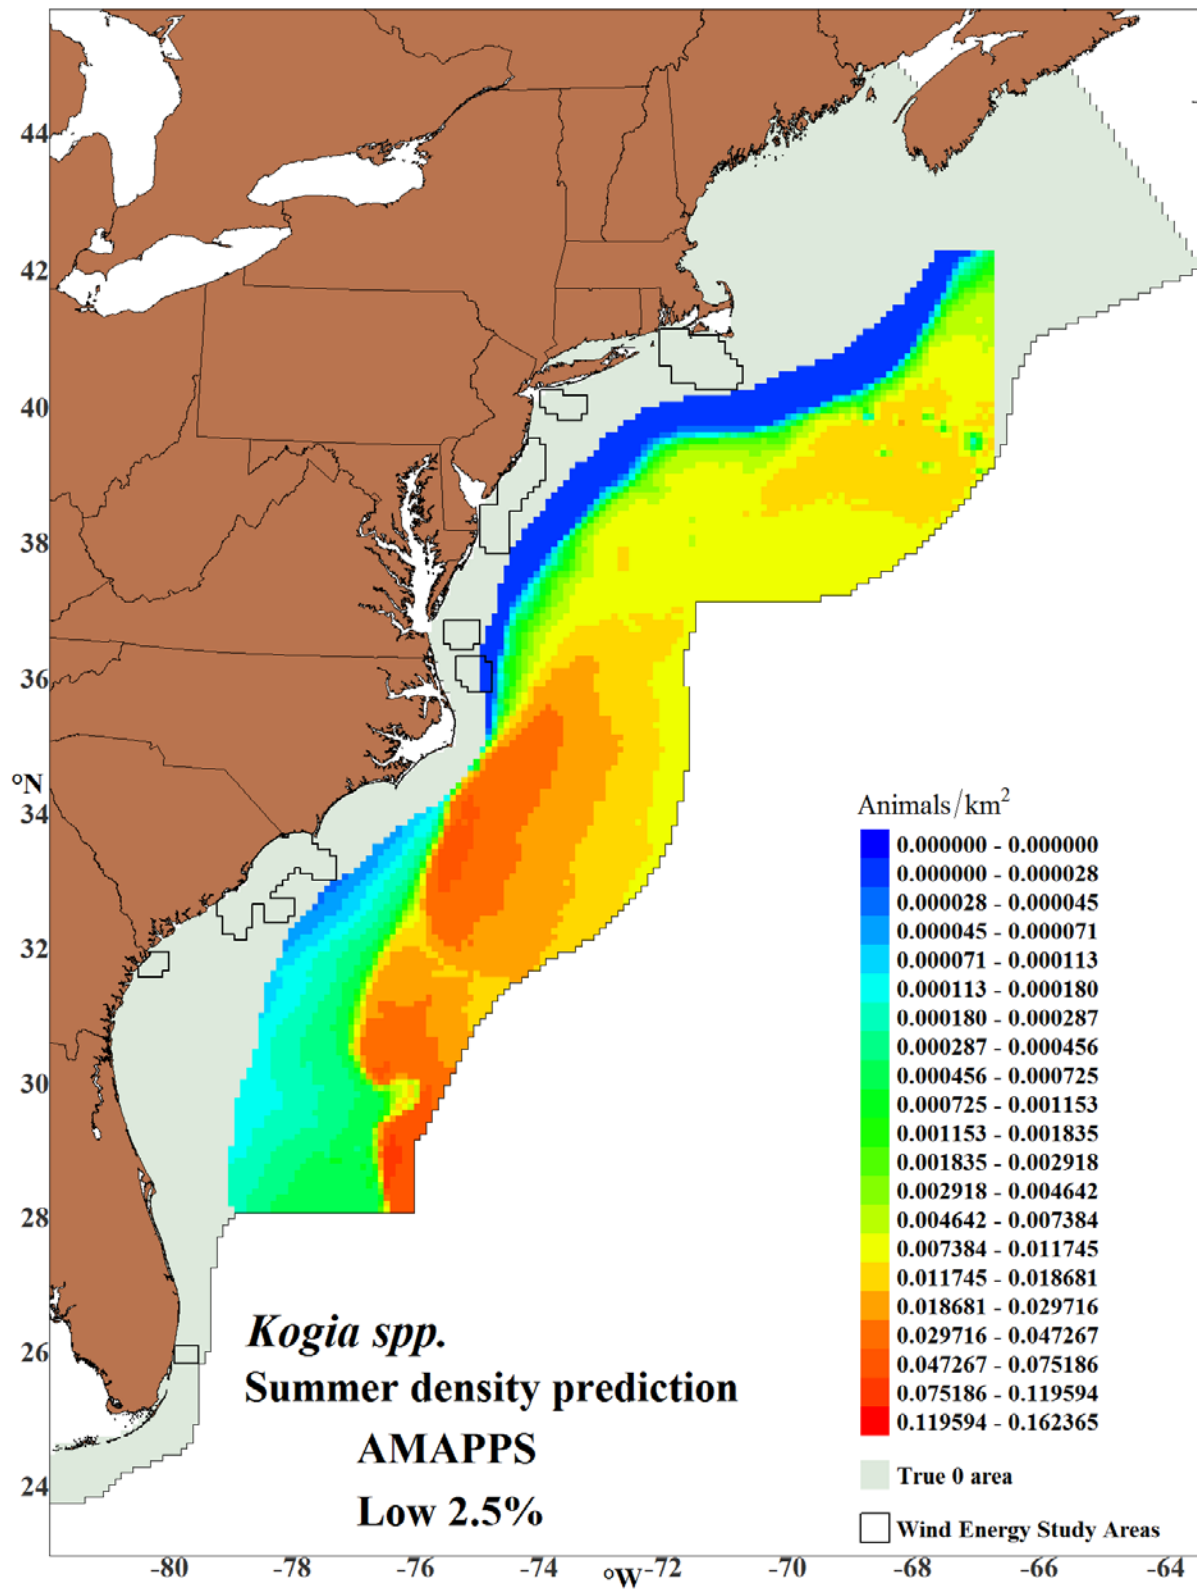 44
42
40
38
36
°N
34
32
30
28
26
24
Animals/km²
0.000000 - 0.000000
0.000000 - 0.000028
0.000028 - 0.000045
0.000045 - 0.000071
0.000071 - 0.000113
0.000113 - 0.000180
0.000180 - 0.000287
0.000287 - 0.000456
0.000456 - 0.000725
0.000725 - 0.001153
0.001153 - 0.001835
0.001835 - 0.002918
0.002918 - 0.004642
0.004642 - 0.007384
0.007384 - 0.011745
0.011745 - 0.018681
0.018681 - 0.029716
0.029716 - 0.047267
0.047267 - 0.075186
0.075186 - 0.119594
0.119594 - 0.162365
True 0 area
Wind Energy Study Areas
Kogia spp.
Summer density prediction
AMAPPS
Low 2.5%
-80 -78 -76 -74 °W -72 -70 -68 -66 -64